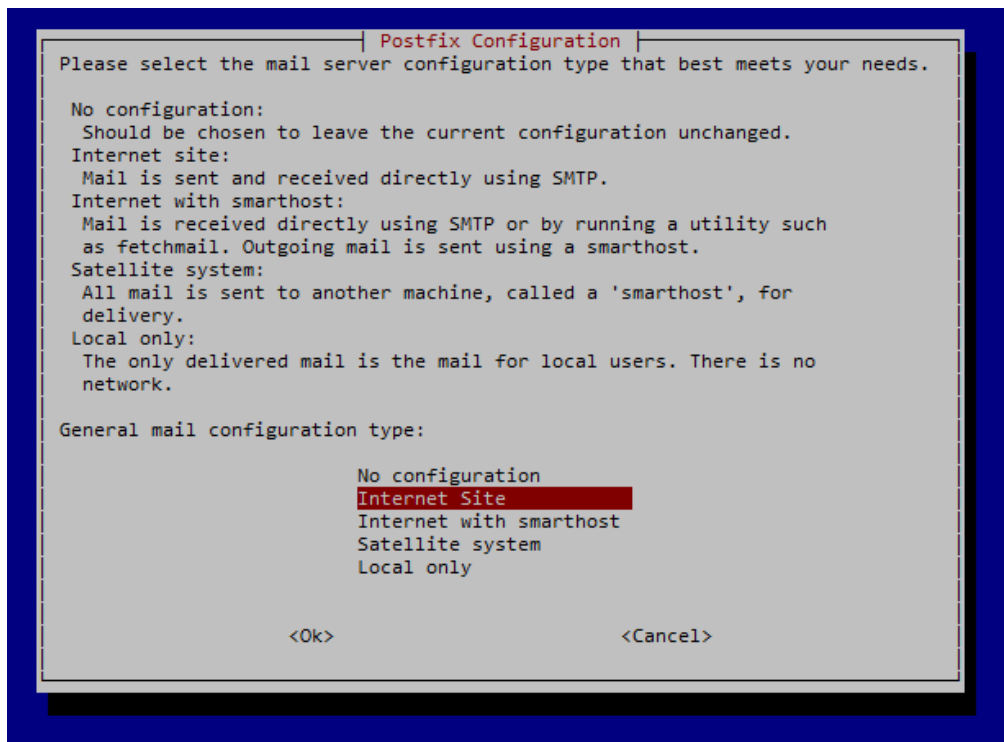 Postfix Configuration
Please select the mail server configuration type that best meets your needs.
No configuration:
Should be chosen to leave the current configuration unchanged.
Internet site:
Mail is sent and received directly using SMTP.
Internet with smarthost:
Mail is received directly using SMTP or by running a utility such
as fetchmail. Outgoing mail is sent using a smarthost.
Satellite system:
All mail is sent to another machine, called a 'smarthost', for
delivery.
Local only:
The only delivered mail is the mail for local users. There is no
network.
General mail configuration type:
No configuration
Internet Site
Internet with smarthost
Satellite system
Local only
<Ok> <Cancel>